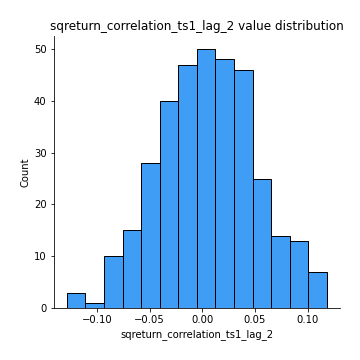 sqreturn_correlation_ts1_lag_2 value distribution
50
40
30
20
10
0
Count
−0.10 −0.05 0.00 0.05 0.10
sqreturn_correlation_ts1_lag_2